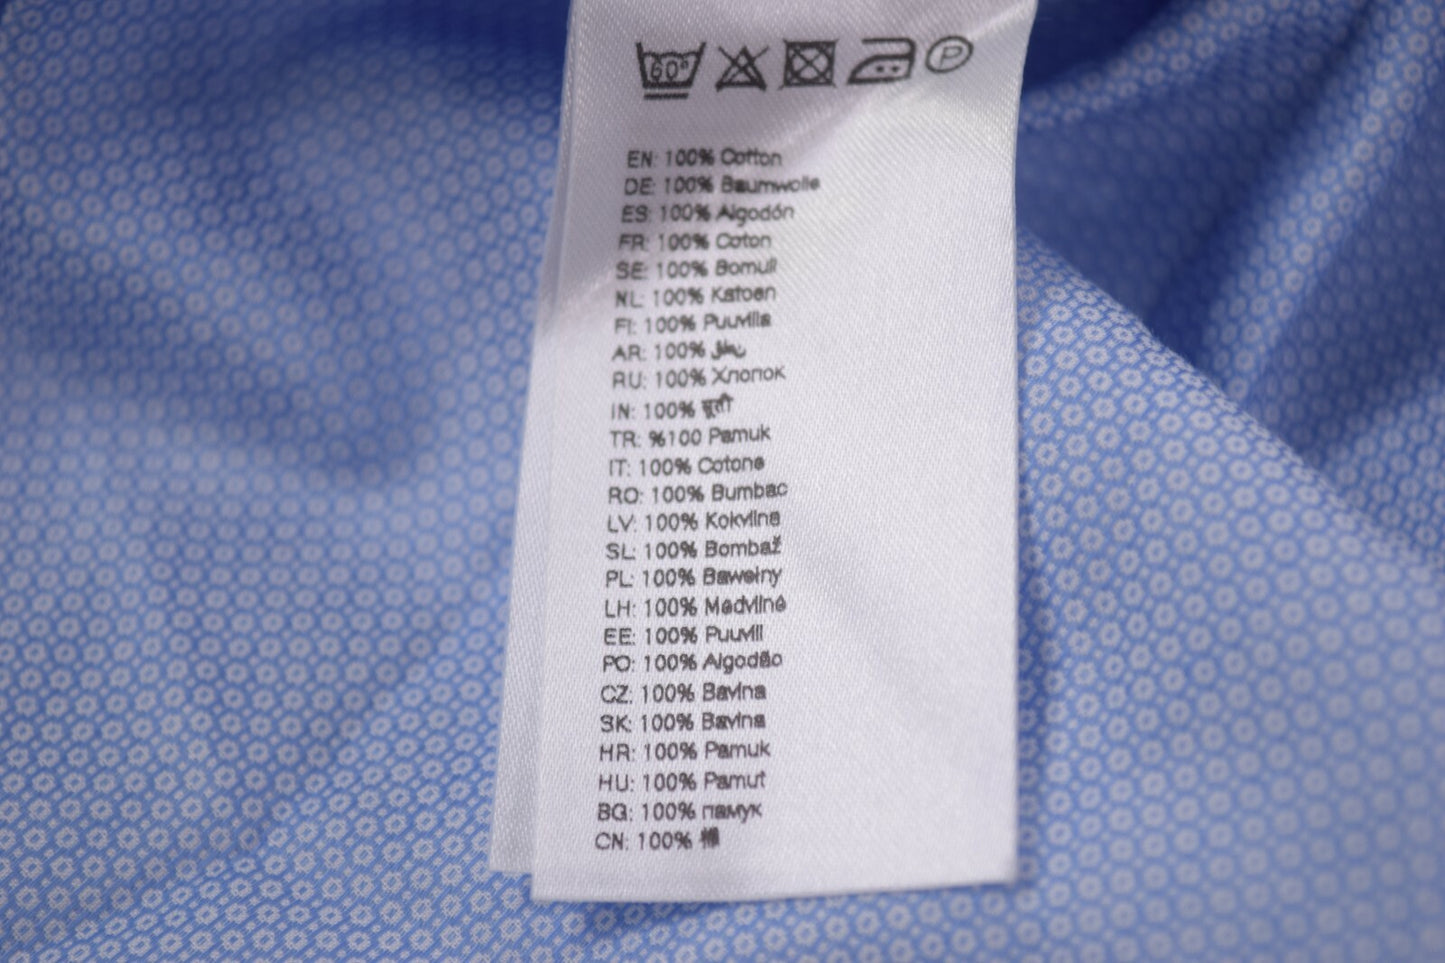 60°
P
EN: 100% Cotton
DE: 100% Baumwolle
ES: 100% Algodón
FR: 100% Coton
SE: 100% Bomull
NL: 100% Katoen
FI: 100% Puuvilla
AR: 100%
RU: 100% Хлопок
IN: 100% सूती
TR: %100 Pamuk
IT: 100% Cotone
RO: 100% Bumbac
LV: 100% Kokvilna
SL: 100% Bombaž
PL: 100% Bawełny
LH: 100% Medvilnė
EE: 100% Puuvill
PO: 100% Algodão
CZ: 100% Bavlna
SK: 100% Bavlna
HR: 100% Pamuk
HU: 100% Pamut
BG: 100% памук
CN: 100% 棉